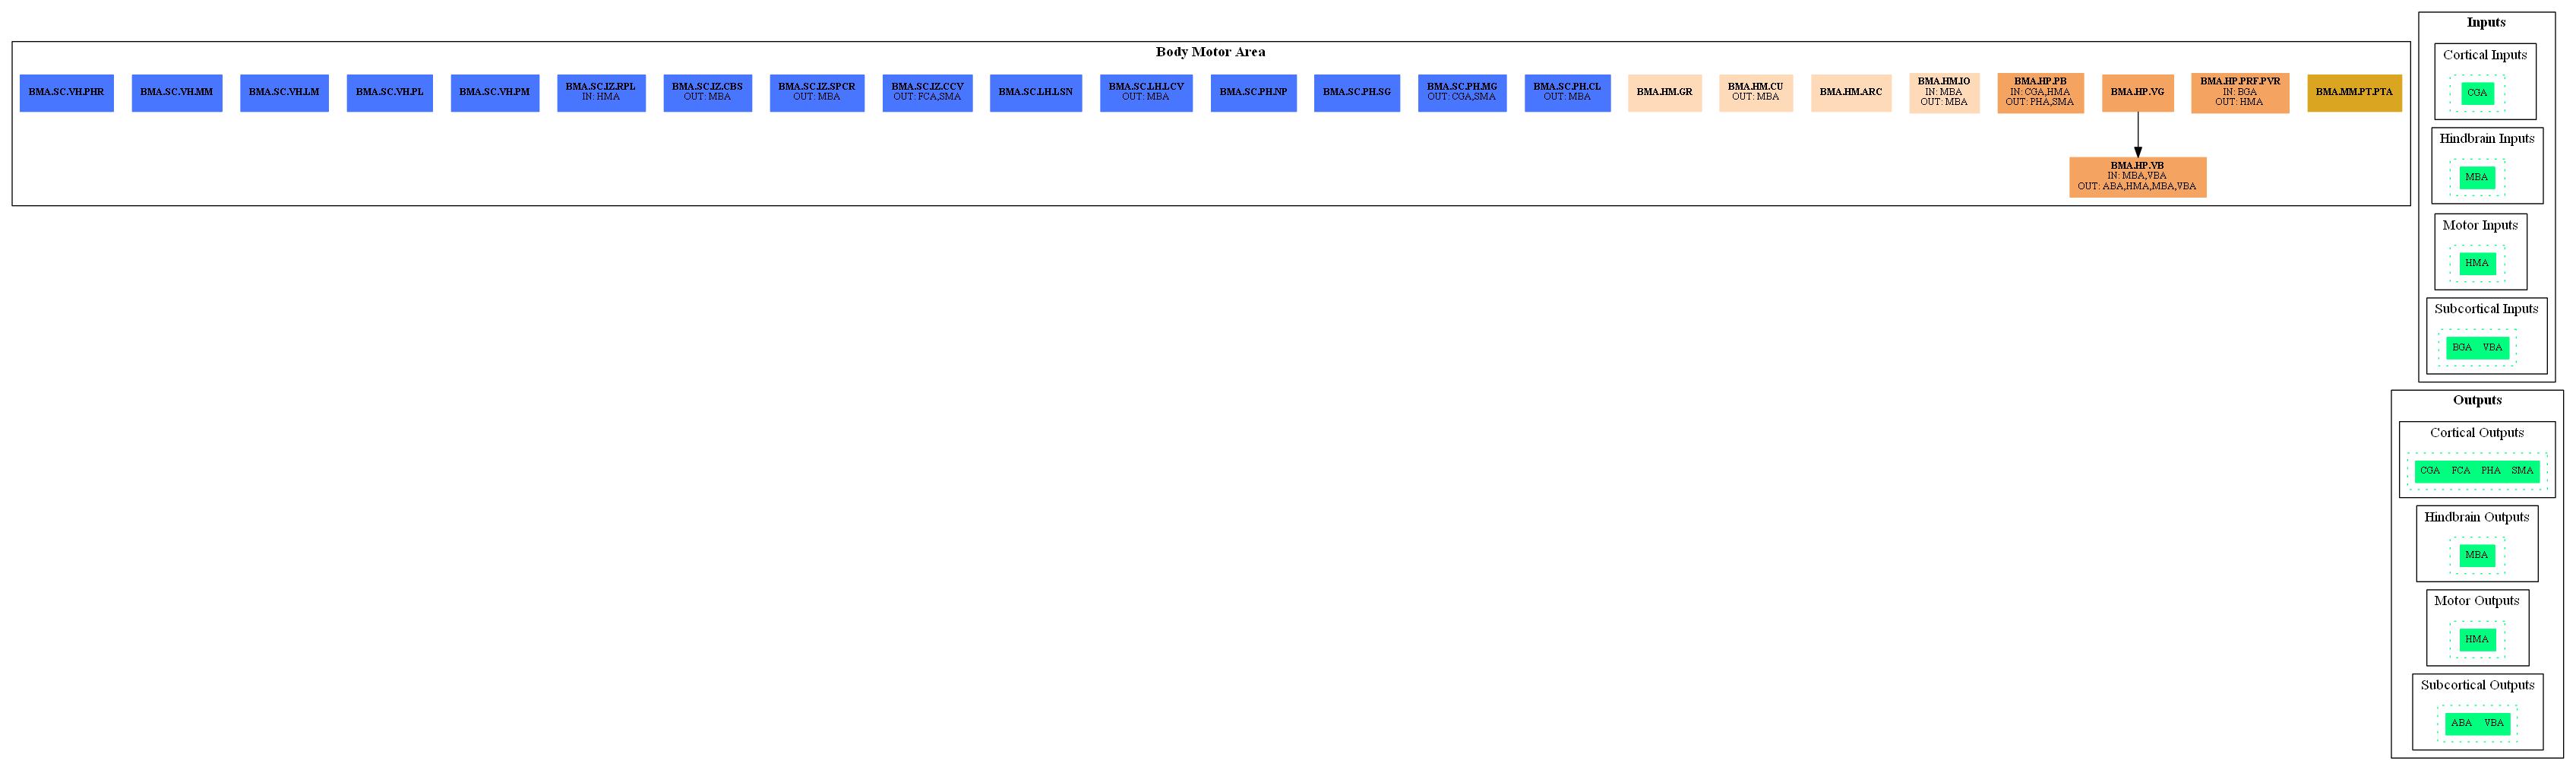 Body Motor Area
BMA.SC.VH.PHR
BMA.SC.VH.MM
BMA.SC.VH.LM
BMA.SC.VH.PL
BMA.SC.VH.PM
BMA.SC.IZ.RPL
IN: HMA
BMA.SC.IZ.CBS
OUT: MBA
BMA.SC.IZ.SPCR
OUT: MBA
BMA.SC.IZ.CCV
OUT: FCA,SMA
BMA.SC.LH.LSN
BMA.SC.LH.LCV
OUT: MBA
BMA.SC.PH.NP
BMA.SC.PH.SG
BMA.SC.PH.MG
OUT: CGA,SMA
BMA.SC.PH.CL
OUT: MBA
BMA.HM.GR
BMA.HM.CU
OUT: MBA
BMA.HM.ARC
BMA.HM.IO
IN: MBA
OUT: MBA
BMA.HP.PB
IN: CGA,HMA
OUT: PHA,SMA
BMA.HP.VG
BMA.HP.PRF.PVR
IN: BGA
OUT: HMA
BMA.MM.PT.PTA
BMA.HP.VB
IN: MBA,VBA
OUT: ABA,HMA,MBA,VBA
Inputs
Cortical Inputs
CGA
Hindbrain Inputs
MBA
Motor Inputs
HMA
Subcortical Inputs
BGA VBA
Outputs
Cortical Outputs
CGA FCA PHA SMA
Hindbrain Outputs
MBA
Motor Outputs
HMA
Subcortical Outputs
ABA VBA